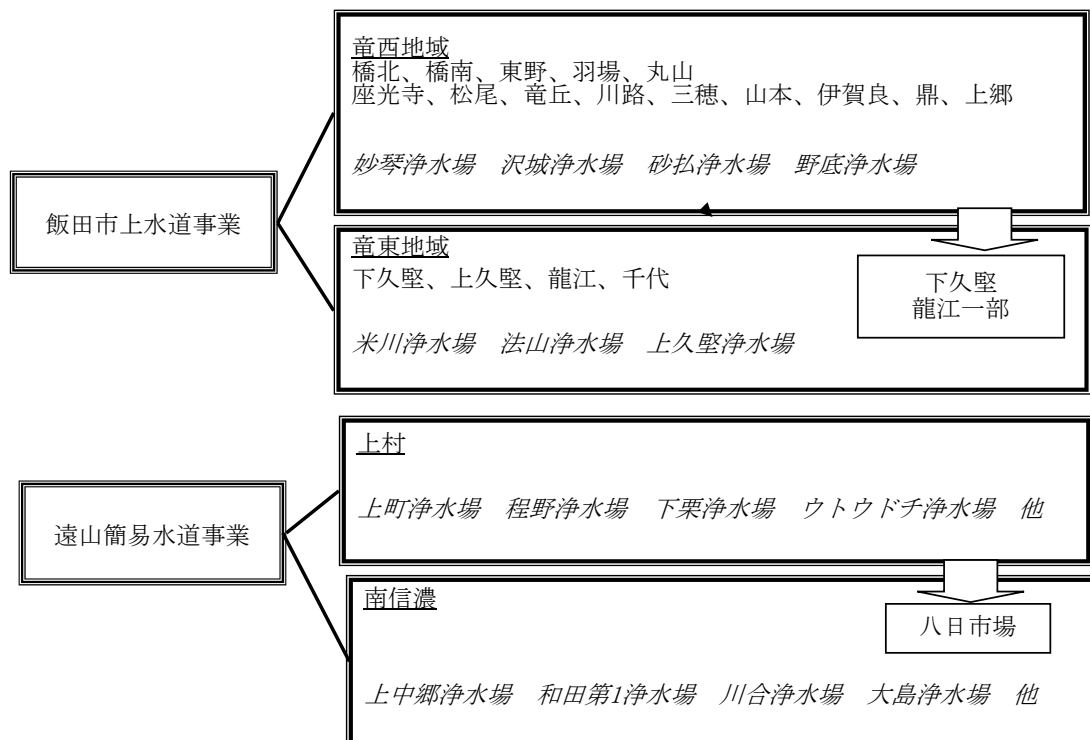 飯田市上水道事業
竜西地域
橋北、橋南、東野、羽場、丸山
座光寺、松尾、竜丘、川路、三穂、山本、伊賀良、鼎、上郷
妙琴浄水場　沢城浄水場　砂払浄水場　野底浄水場
竜東地域
下久堅、上久堅、龍江、千代
米川浄水場　法山浄水場　上久堅浄水場
下久堅
龍江一部
遠山簡易水道事業
上村
上町浄水場　程野浄水場　下栗浄水場　ウトウドチ浄水場　他
南信濃
八日市場
上中郷浄水場　和田第1浄水場　川合浄水場　大島浄水場　他